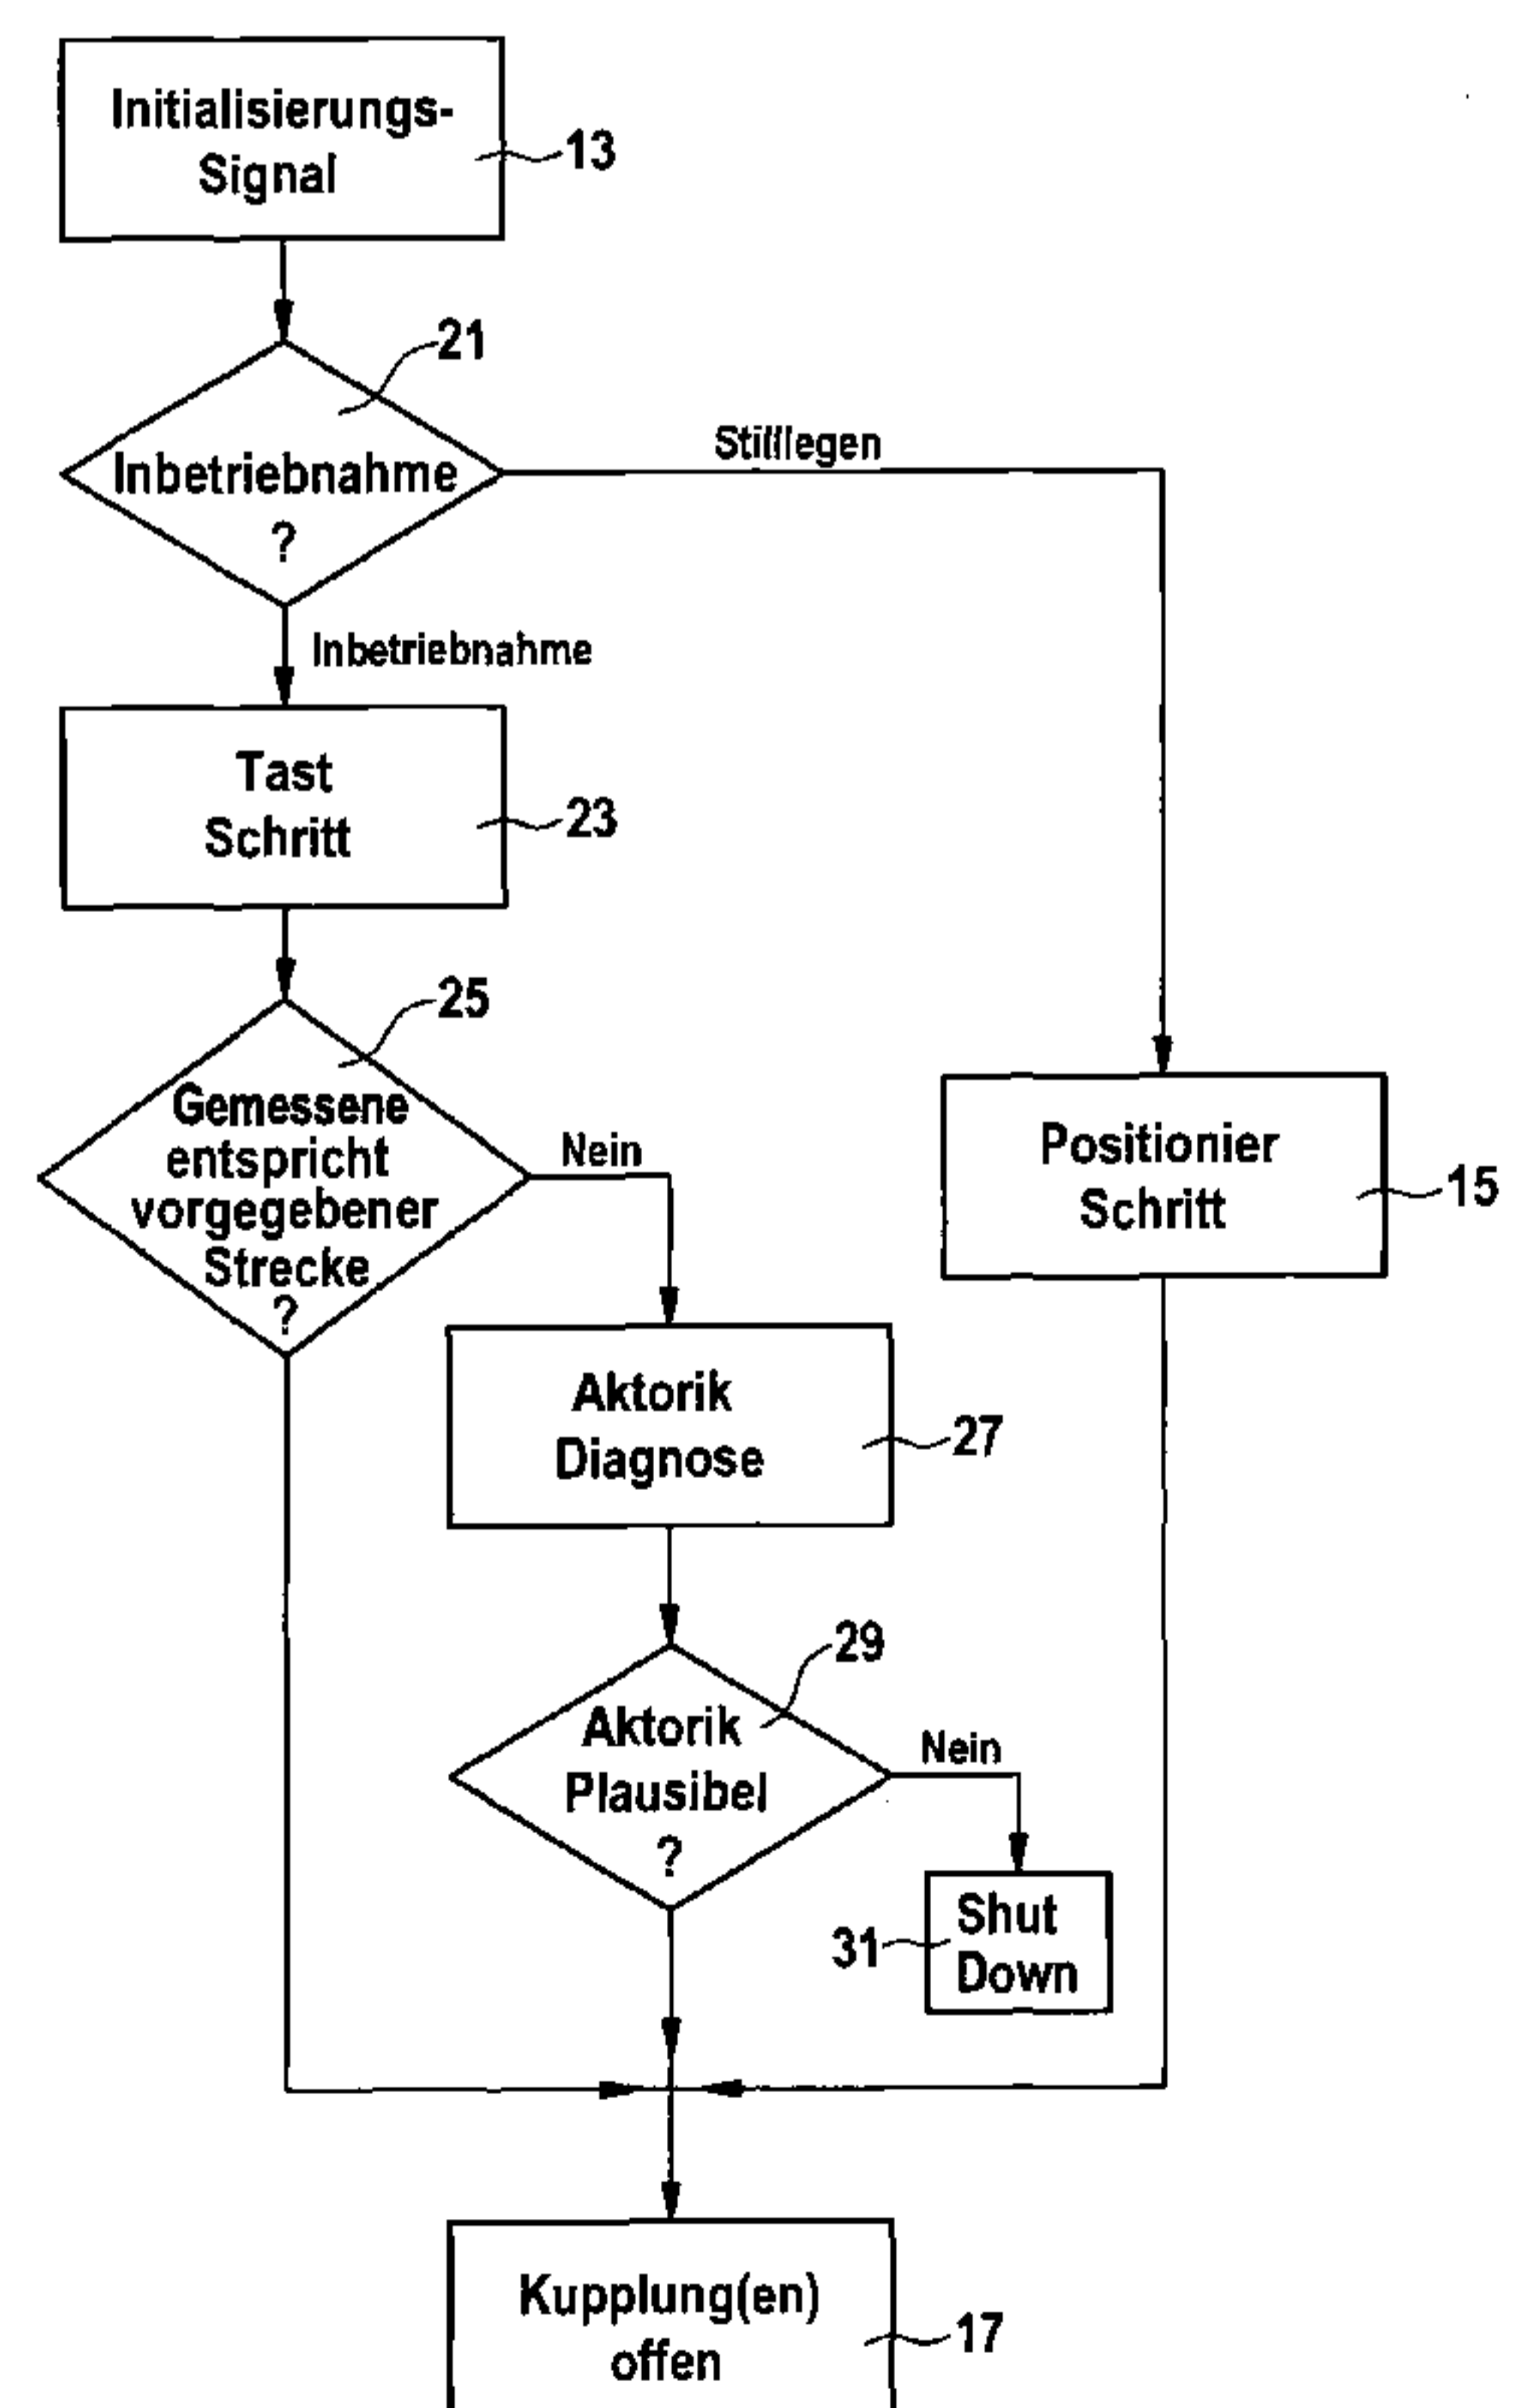 Initialisierungs-
Signal
13
21
Inbetriebnahme
?
Stilllegen
Inbetriebnahme
Tast
Schritt
23
25
Gemessene
entspricht
vorgegebener
Strecke
?
Nein
Positionier
Schritt
15
Aktorik
Diagnose
27
29
Aktorik
Plausibel
?
Nein
Shut
Down
31
Kupplung(en)
offen
17